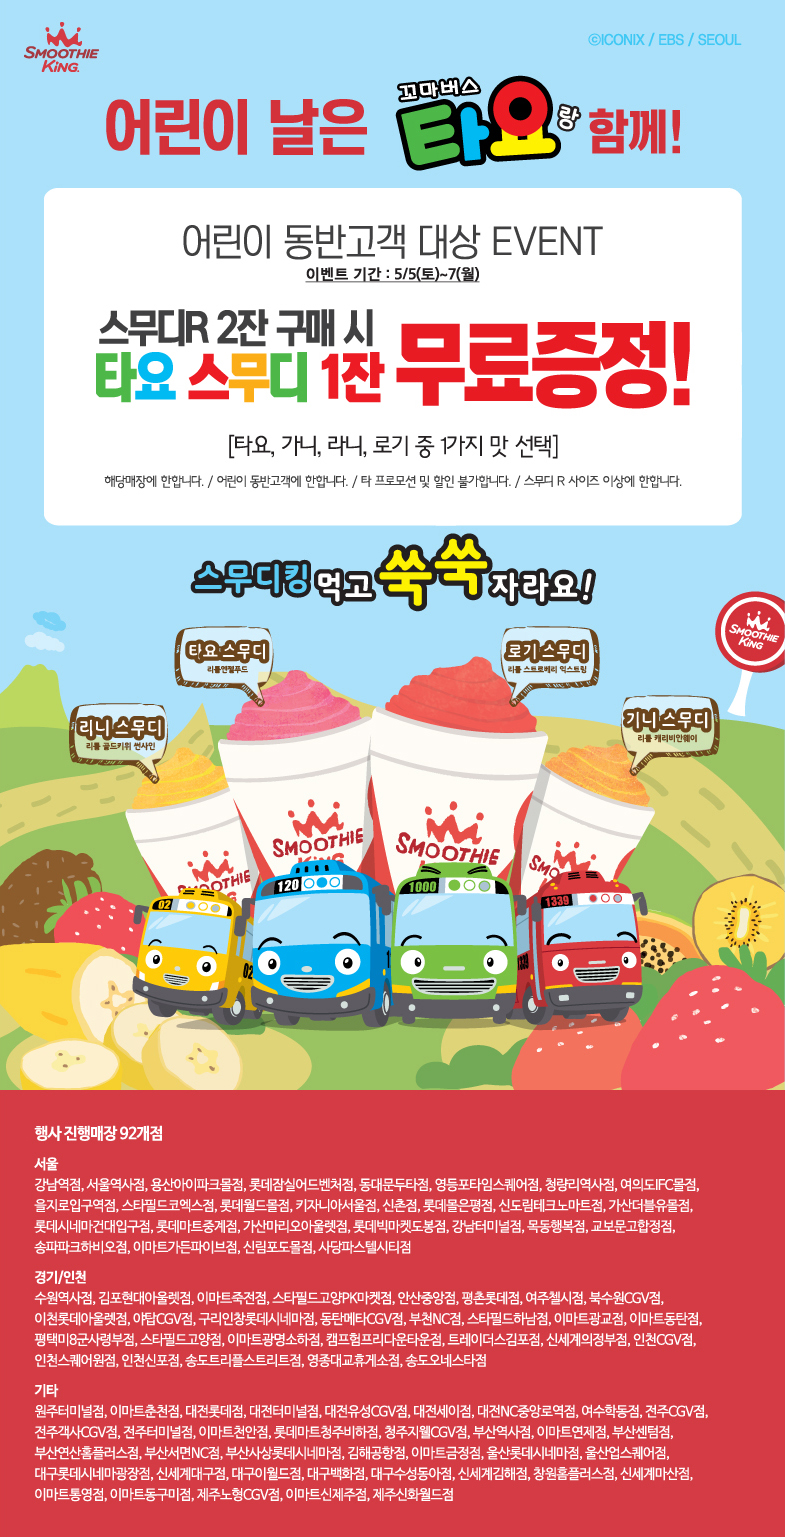 SMOOTHIE
KING.
©ICONIX / EBS / SEOUL
꼬마버스
어린이 날은 타요랑 함께!
어린이 동반고객 대상 EVENT
이벤트 기간 : 5/5(토)~7(월)
스무디R 2잔 구매 시
타요 스무디 1잔 무료증정!
[타요, 가니, 라니, 로기 중 1가지 맛 선택]
해당매장에 한합니다. / 어린이 동반고객에 한합니다. / 타 프로모션 및 할인 불가합니다. / 스무디 R 사이즈 이상에 한합니다.
스무디킹 먹고 쑥쑥 자라요!
SMOOTHIE
KING
타요 스무디
리틀엔젤푸드
로기 스무디
리틀 스트로베리 익스트림
리니 스무디
리틀 골드키위 썬샤인
기니 스무디
리틀 캐리비안웨이
SMOOTHIE
KING
SMOOTHIE
SMOOTHIE
SMO
02
120
1000
1339
02
1339
행사 진행매장 92개점
서울
강남역점, 서울역사점, 용산아이파크몰점, 롯데잠실어드벤처점, 동대문두타점, 영등포타임스퀘어점, 청량리역사점, 여의도IFC몰점,
을지로입구역점, 스타필드코엑스점, 롯데월드몰점, 키자니아서울점, 신촌점, 롯데몰은평점, 신도림테크노마트점, 가산더블유몰점,
롯데시네마건대입구점, 롯데마트중계점, 가산마리오아울렛점, 롯데빅마켓도봉점, 강남터미널점, 목동행복점, 교보문고합정점,
송파파크하비오점, 이마트가든파이브점, 신림포도몰점, 사당파스텔시티점
경기/인천
수원역사점, 김포현대아울렛점, 이마트죽전점, 스타필드고양PK마켓점, 안산중앙점, 평촌롯데점, 여주첼시점, 북수원CGV점,
이천롯데아울렛점, 야탑CGV점, 구리인창롯데시네마점, 동탄메타CGV점, 부천NC점, 스타필드하남점, 이마트광교점, 이마트동탄점,
평택미8군사령부점, 스타필드고양점, 이마트광명소하점, 캠프험프리다운타운점, 트레이더스김포점, 신세계의정부점, 인천CGV점,
인천스퀘어원점, 인천신포점, 송도트리플스트리트점, 영종대교휴게소점, 송도오네스타점
기타
원주터미널점, 이마트춘천점, 대전롯데점, 대전터미널점, 대전유성CGV점, 대전세이점, 대전NC중앙로역점, 여수학동점, 전주CGV점,
전주객사CGV점, 전주터미널점, 이마트천안점, 롯데마트청주비하점, 청주지웰CGV점, 부산역사점, 이마트연제점, 부산센텀점,
부산연산홈플러스점, 부산서면NC점, 부산사상롯데시네마점, 김해공항점, 이마트금정점, 울산롯데시네마점, 울산업스퀘어점,
대구롯데시네마광장점, 신세계대구점, 대구이월드점, 대구백화점, 대구수성동아점, 신세계김해점, 창원홈플러스점, 신세계마산점,
이마트통영점, 이마트동구미점, 제주노형CGV점, 이마트신제주점, 제주신화월드점